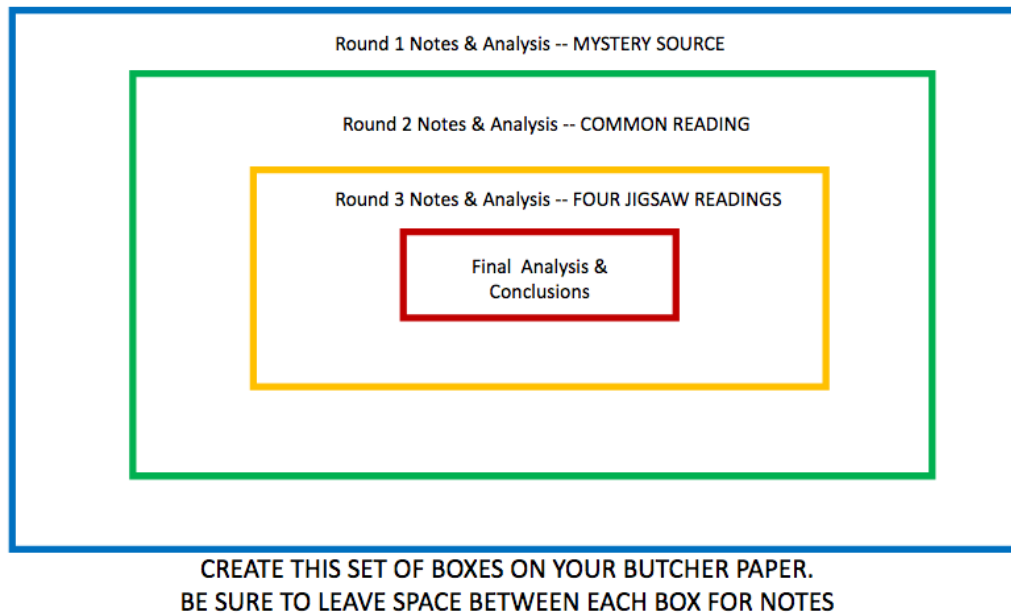 Round 1 Notes & Analysis -- MYSTERY SOURCE
Round 2 Notes & Analysis -- COMMON READING
Round 3 Notes & Analysis -- FOUR JIGSAW READINGS
Final Analysis &
Conclusions
CREATE THIS SET OF BOXES ON YOUR BUTCHER PAPER.
BE SURE TO LEAVE SPACE BETWEEN EACH BOX FOR NOTES